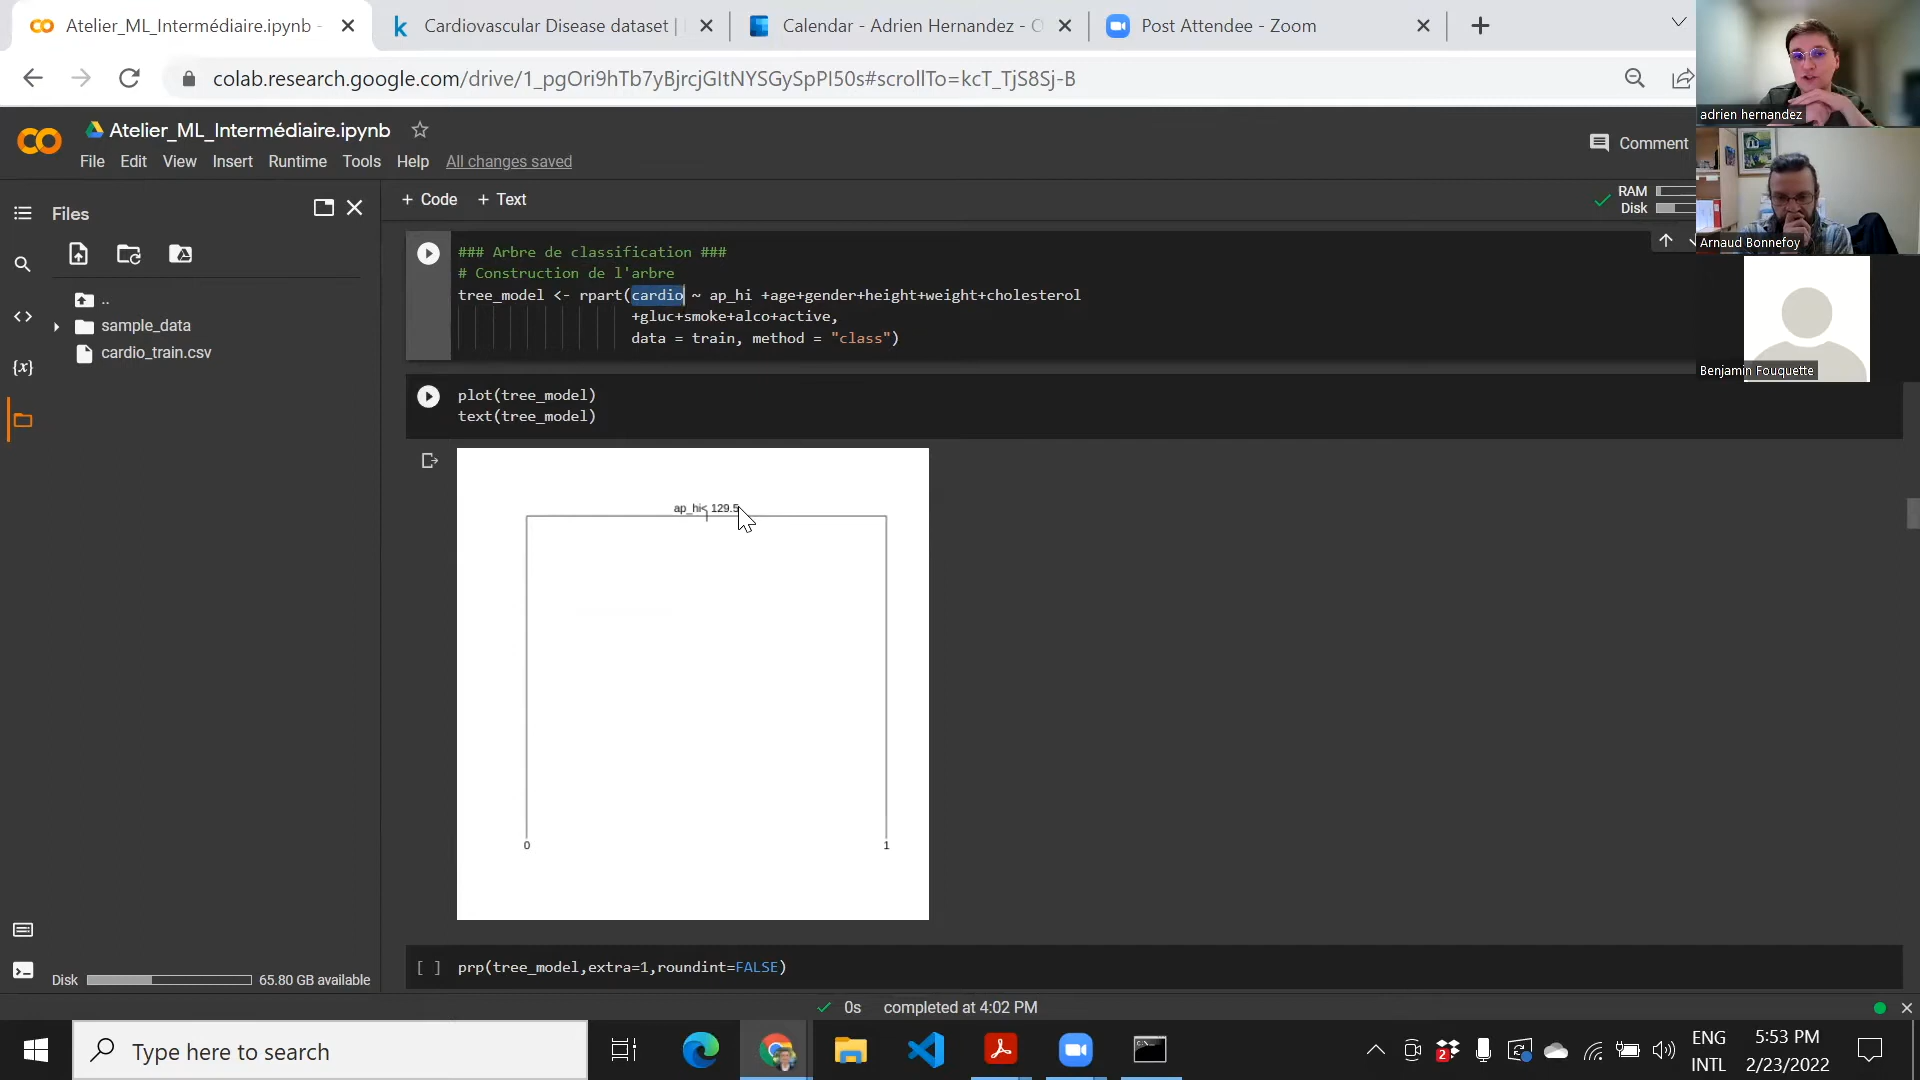 Atelier_ML_Intermédiaire.ipynb -
Cardiovascular Disease dataset |
Calendar - Adrien Hernandez - O
Post Attendee - Zoom
colab.research.google.com/drive/1_pgOri9hTb7yBjrcjGItNYSGySpPI50s#scrollTo=kcT_TjS8Sj-B
Atelier_ML_Intermédiaire.ipynb
File Edit View Insert Runtime Tools Help All changes saved
Comment
Files
+ Code + Text
RAM
Disk
..
sample_data
cardio_train.csv
### Arbre de classification ###
# Construction de l'arbre
tree_model <- rpart(cardio ~ ap_hi +age+gender+height+weight+cholesterol
+gluc+smoke+alco+active,
data = train, method = "class")
plot(tree_model)
text(tree_model)
ap_hi< 129.5
0
1
[ ] prp(tree_model,extra=1,roundint=FALSE)
Disk 65.80 GB available
0s completed at 4:02 PM
adrien hernandez
Arnaud Bonnefoy
Benjamin Fouquette
Type here to search
2
ENG
INTL
5:53 PM
2/23/2022